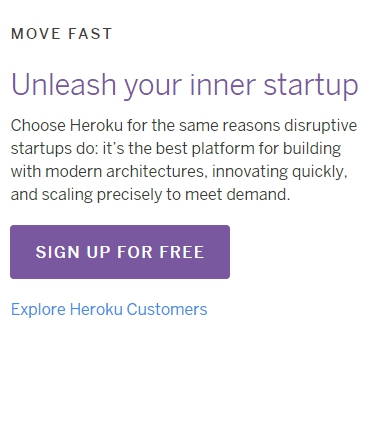 MOVE FAST
Unleash your inner startup
Choose Heroku for the same reasons disruptive
startups do: it’s the best platform for building
with modern architectures, innovating quickly,
and scaling precisely to meet demand.
SIGN UP FOR FREE
Explore Heroku Customers